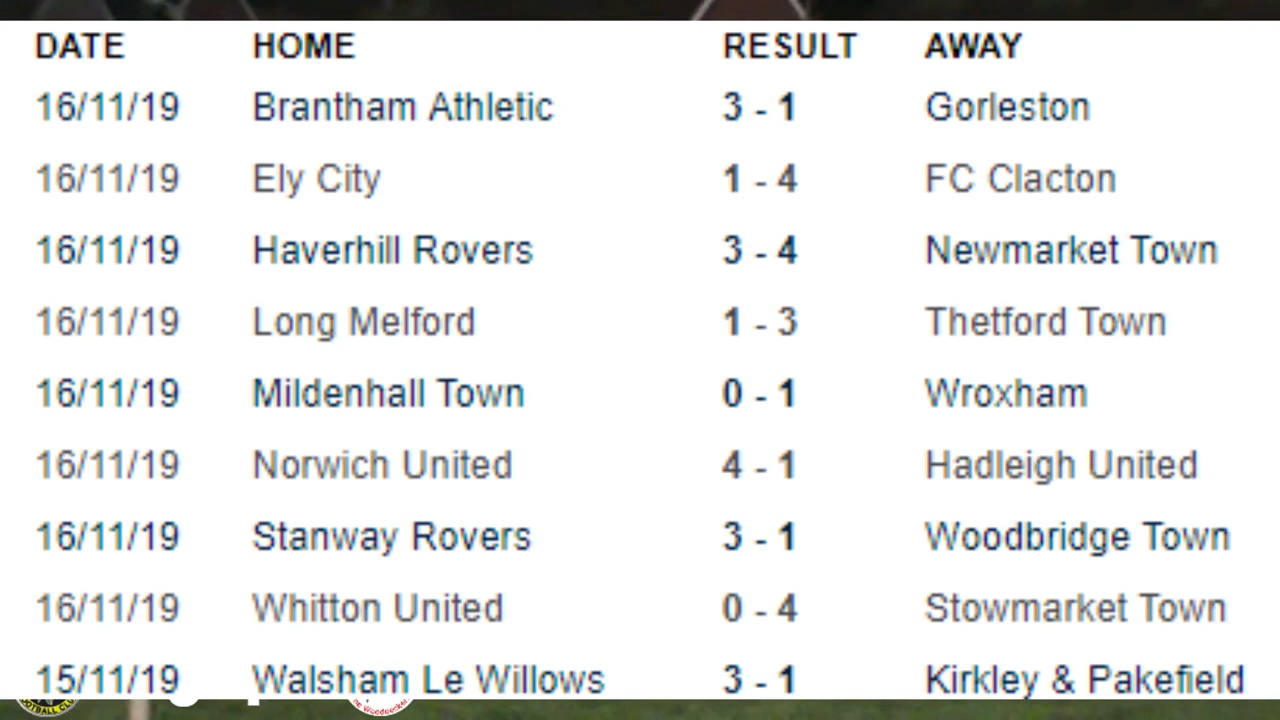 DATE HOME RESULT AWAY
16/11/19 Brantham Athletic 3 - 1 Gorleston
16/11/19 Ely City 1 - 4 FC Clacton
16/11/19 Haverhill Rovers 3 - 4 Newmarket Town
16/11/19 Long Melford 1 - 3 Thetford Town
16/11/19 Mildenhall Town 0 - 1 Wroxham
16/11/19 Norwich United 4 - 1 Hadleigh United
16/11/19 Stanway Rovers 3 - 1 Woodbridge Town
16/11/19 Whitton United 0 - 4 Stowmarket Town
15/11/19 Walsham Le Willows 3 - 1 Kirkley & Pakefield